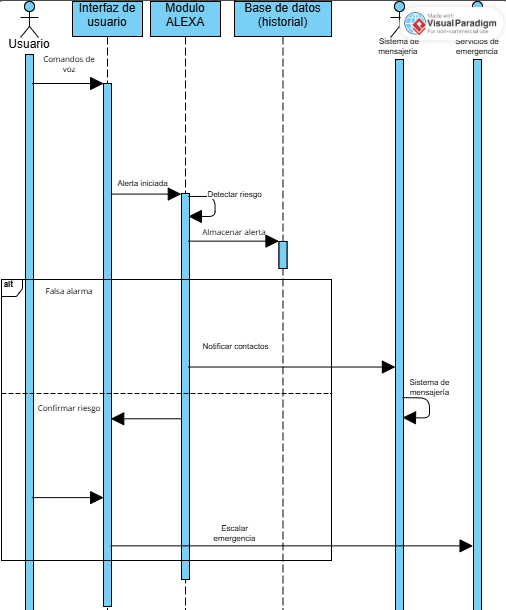 Usuario
Interfaz de
usuario
Modulo
ALEXA
Base de datos
(historial)
Sistema de
mensajería
Servicios de
emergencia
Made with
VisualParadigm
For non-commercial use
Comandos de
voz
Alerta iniciada
Detectar riesgo
Almacenar alerta
alt
Falsa alarma
Notificar contactos
Sistema de
mensajería
Confirmar riesgo
Escalar
emergencia